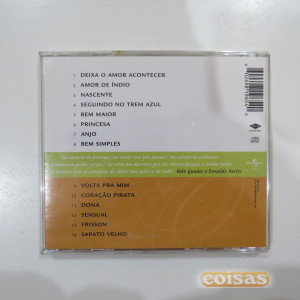 1 DEIXA O AMOR ACONTECER
2 AMOR DE ÍNDIO
3 NASCENTE
4 SEGUINDO NO TREM AZUL
5 BEM MAIOR
6 PRINCESA
7 ANJO
8 BEM SIMPLES
Beto Guedes e Ronaldo Bastos
9 VOLTA PRA MIM
10 CORAÇÃO PIRATA
11 DONA
12 SENSUAL
13 FRISSON
14 SAPATO VELHO
coisas